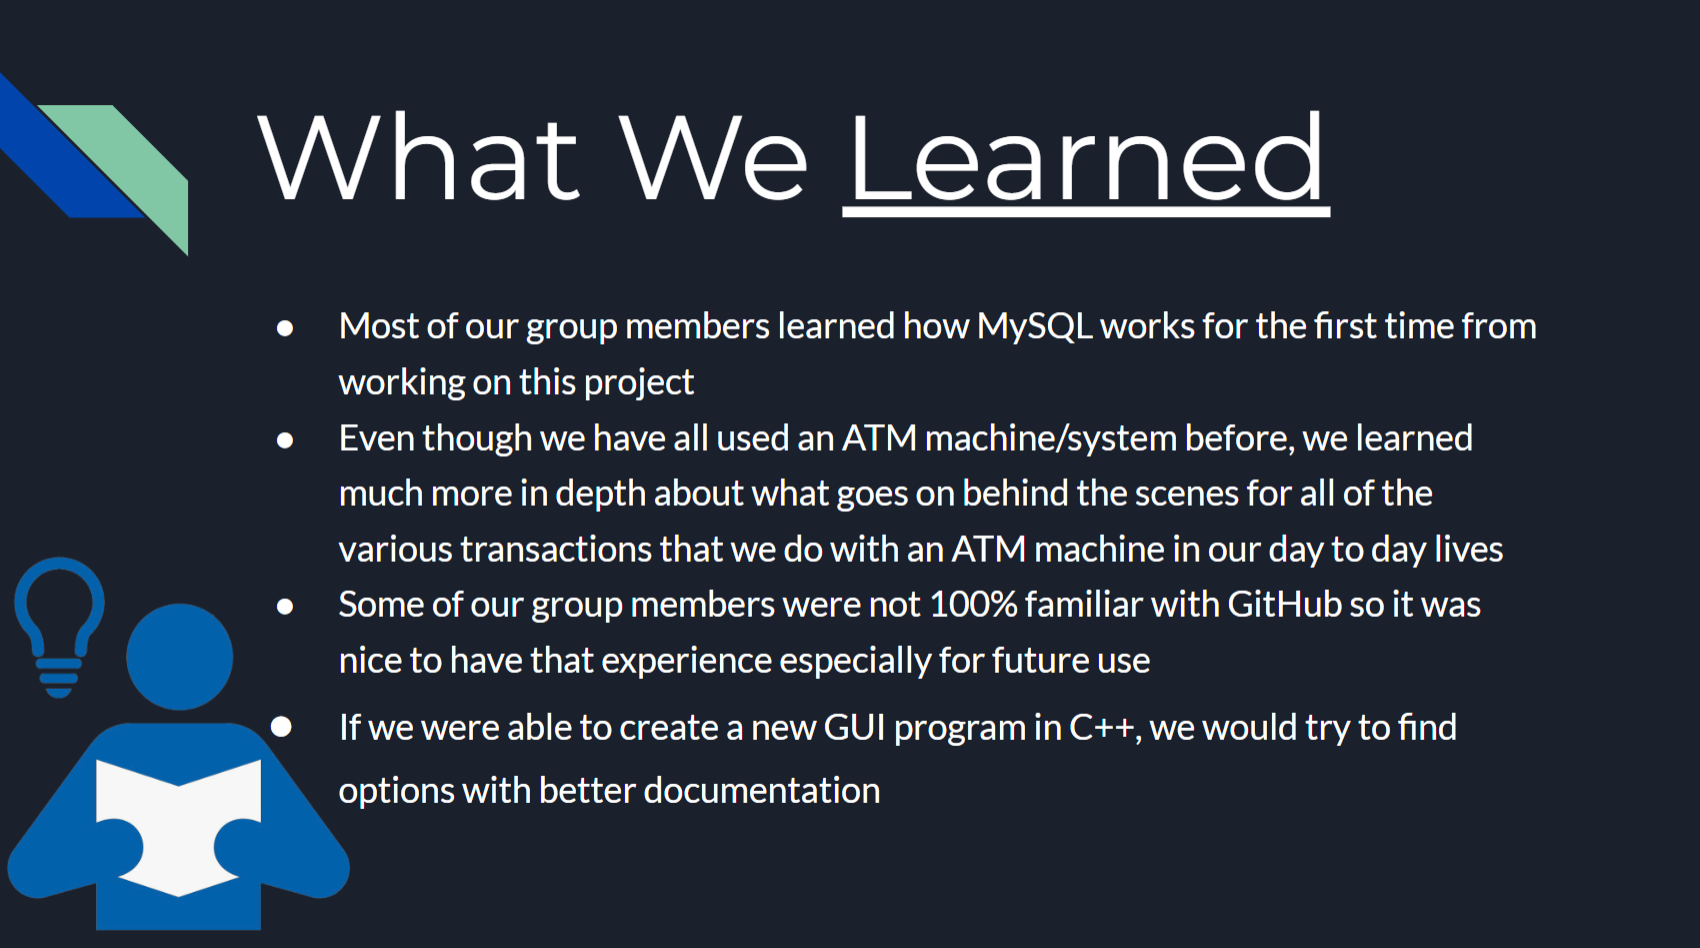 What We Learned
● Most of our group members learned how MySQL works for the first time from
working on this project
● Even though we have all used an ATM machine/system before, we learned
much more in depth about what goes on behind the scenes for all of the
various transactions that we do with an ATM machine in our day to day lives
● Some of our group members were not 100% familiar with GitHub so it was
nice to have that experience especially for future use
● If we were able to create a new GUI program in C++, we would try to find
options with better documentation